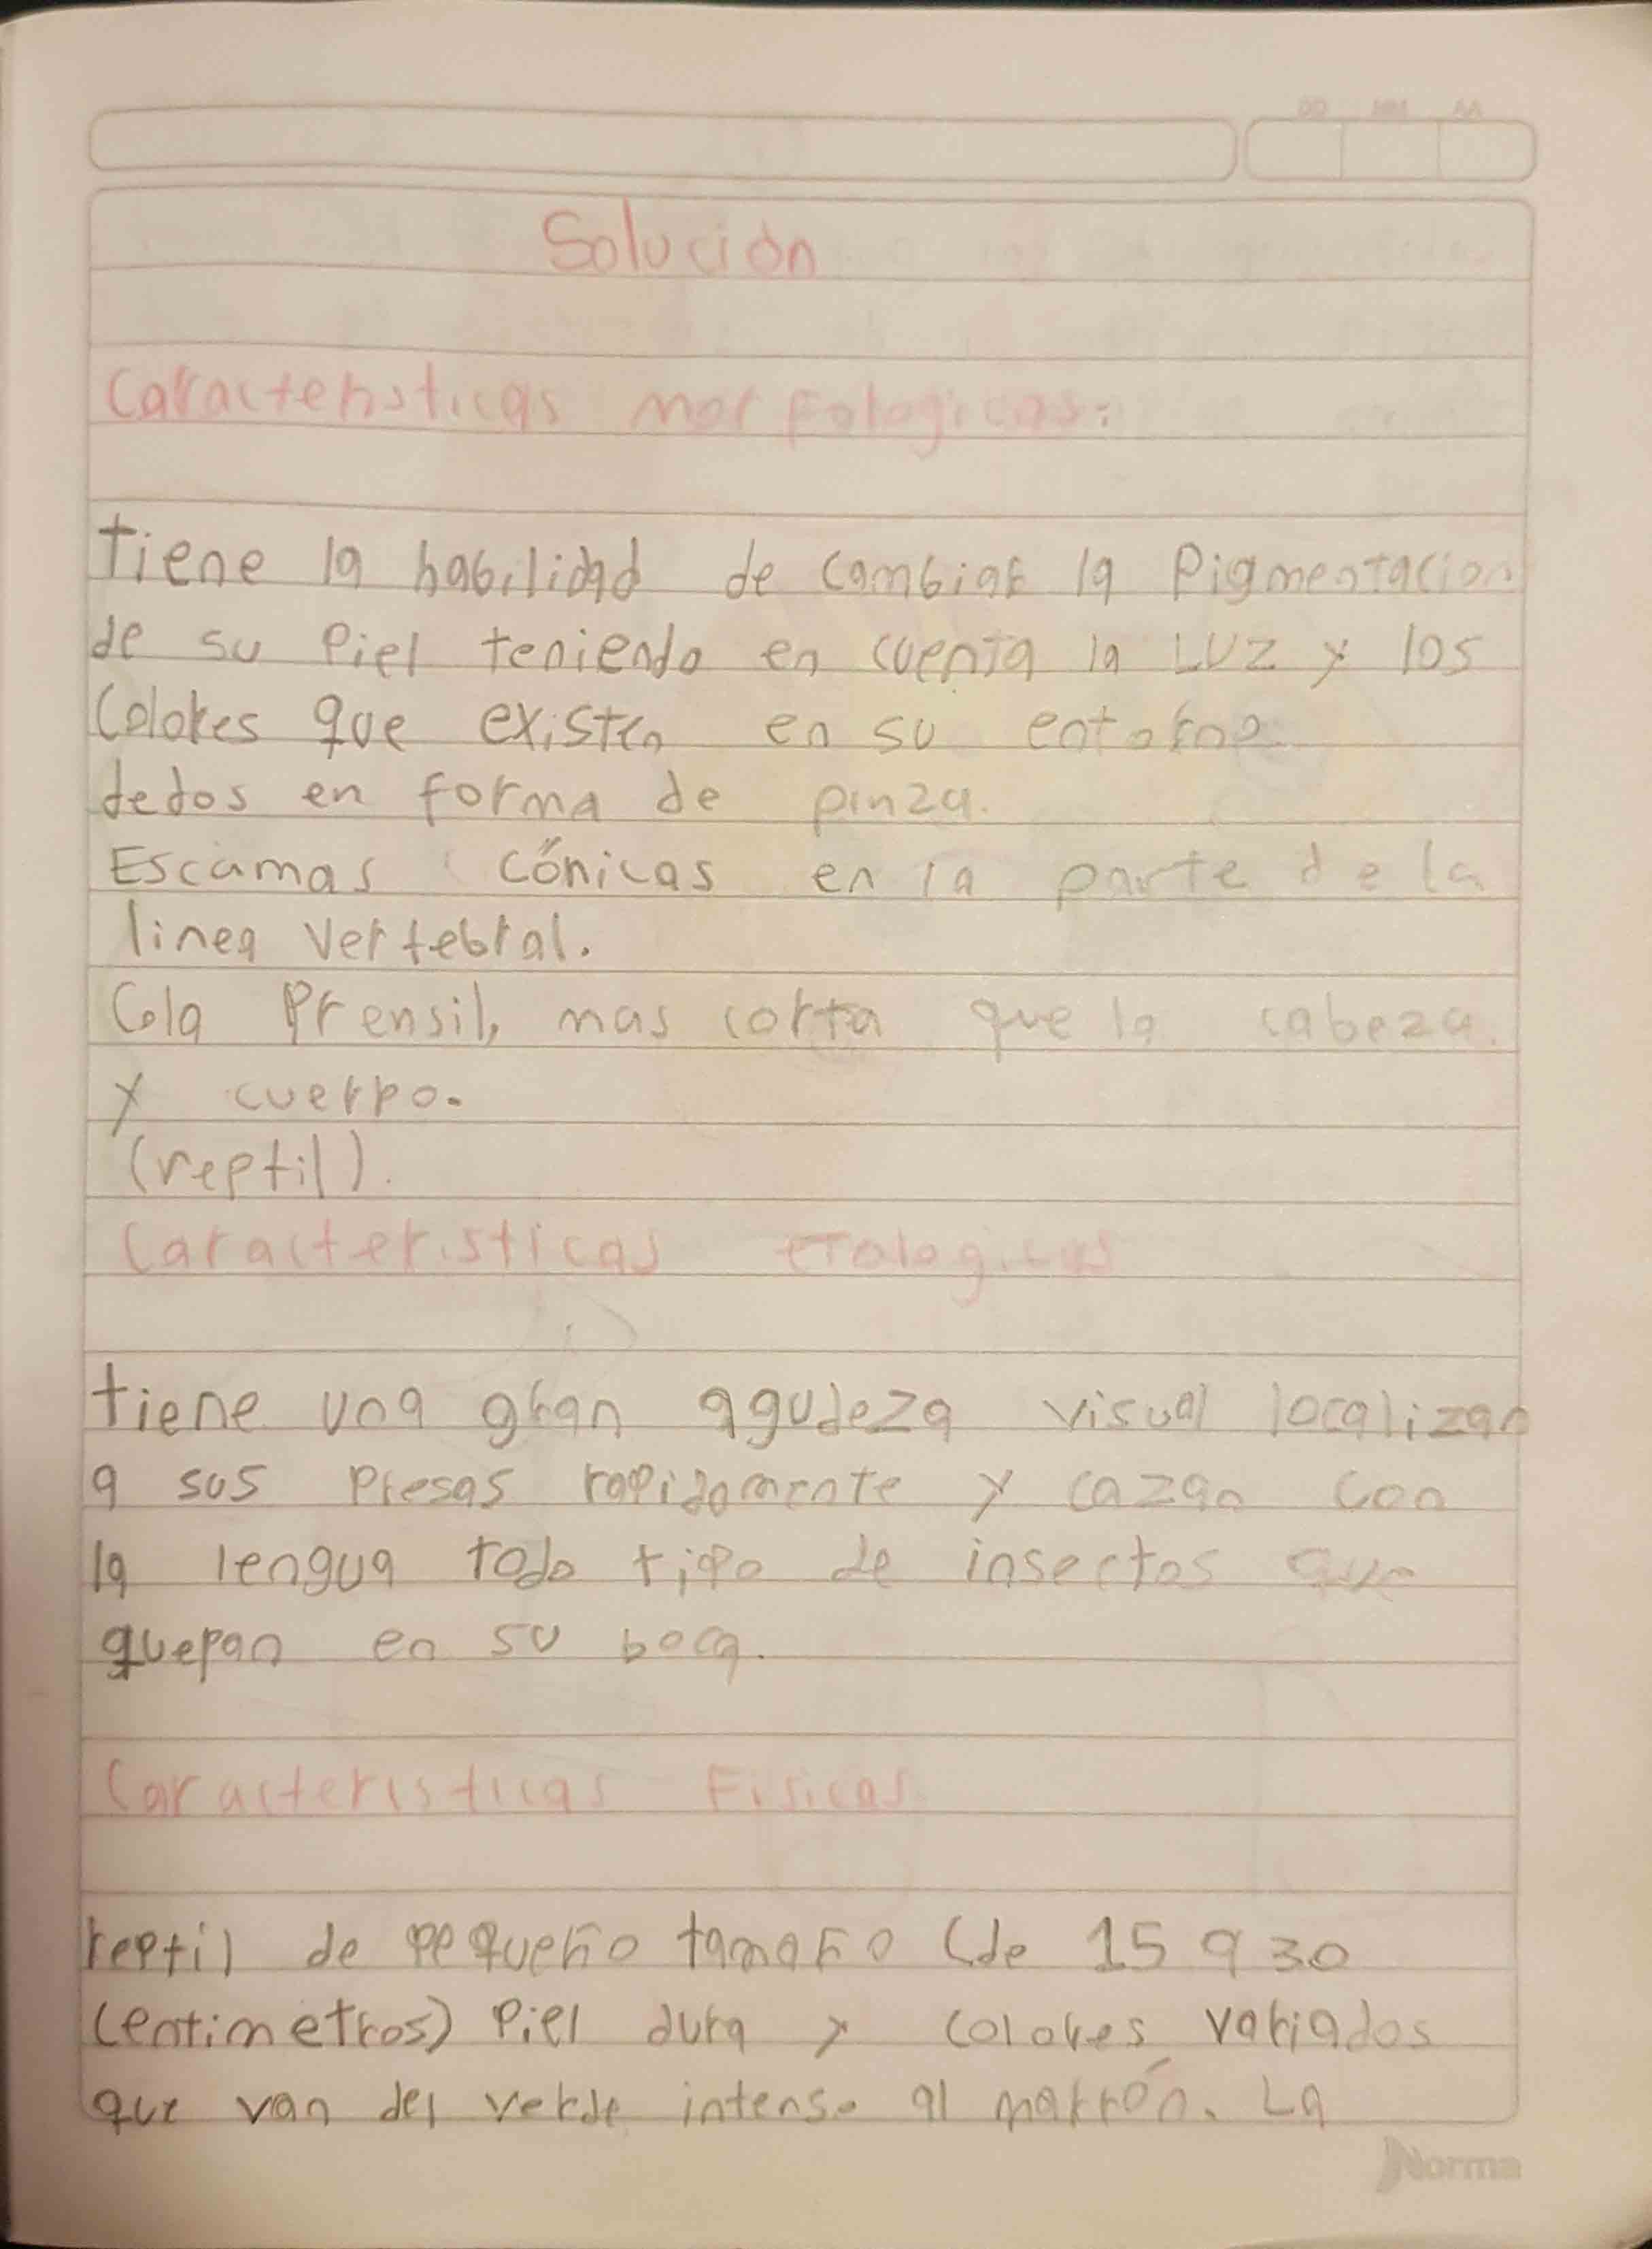 DD MM AA
Solución
Caracteristicas morfologicas:
tiene la habilidad de cambiar la Pigmentacion
de su Piel teniendo en cuenta la LUZ y los
Colores que existen en su entorno.
dedos en forma de pinza.
Escamas cónicas en la parte de la
linea vertebral.
Cola Prensil, mas corta que la cabeza
y cuerpo.
(reptil).
Caracteristicas etologicas
tiene una gran agudeza visual localizan
a sus Presas rapidamente y cazan con
la lengua todo tipo de insectos que
quepan en su boca.
Caracteristicas Fisicas
reptil de pequeño tamaño (de 15 a 30
Centimetros) Piel dura y colores variados
que van del verde intenso al marrón. La
Norma